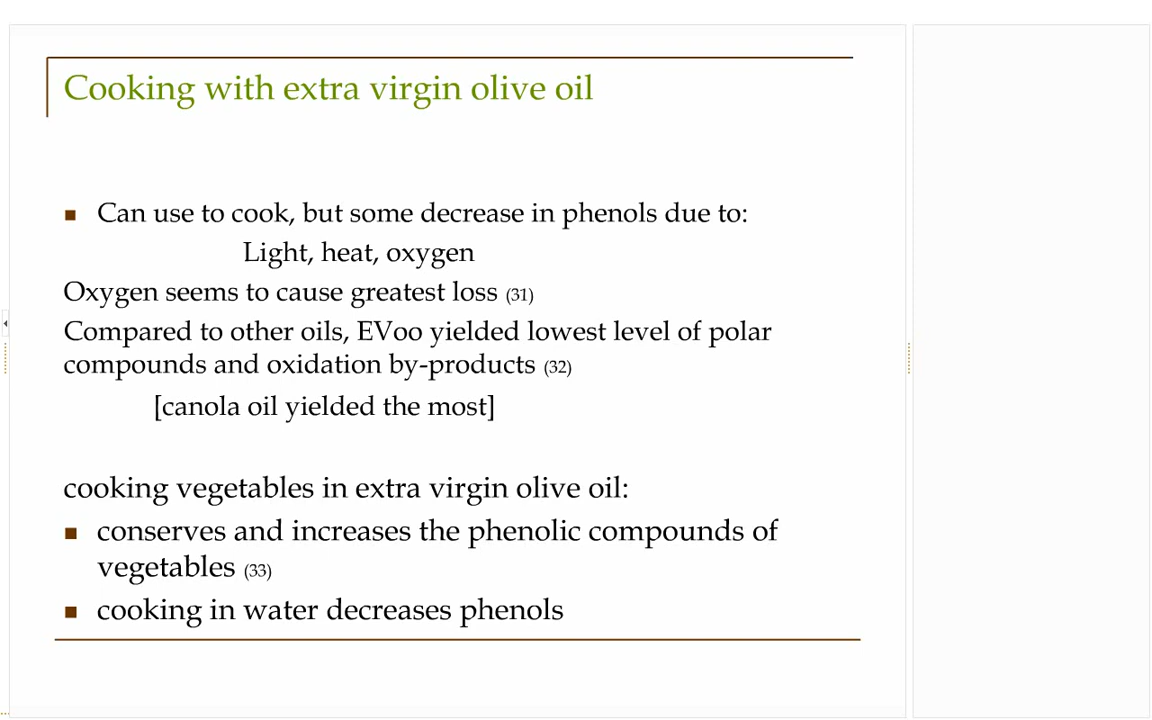 Cooking with extra virgin olive oil
Can use to cook, but some decrease in phenols due to:
Light, heat, oxygen
Oxygen seems to cause greatest loss (31)
Compared to other oils, EVoo yielded lowest level of polar
compounds and oxidation by-products (32)
[canola oil yielded the most]
cooking vegetables in extra virgin olive oil:
conserves and increases the phenolic compounds of
vegetables (33)
cooking in water decreases phenols